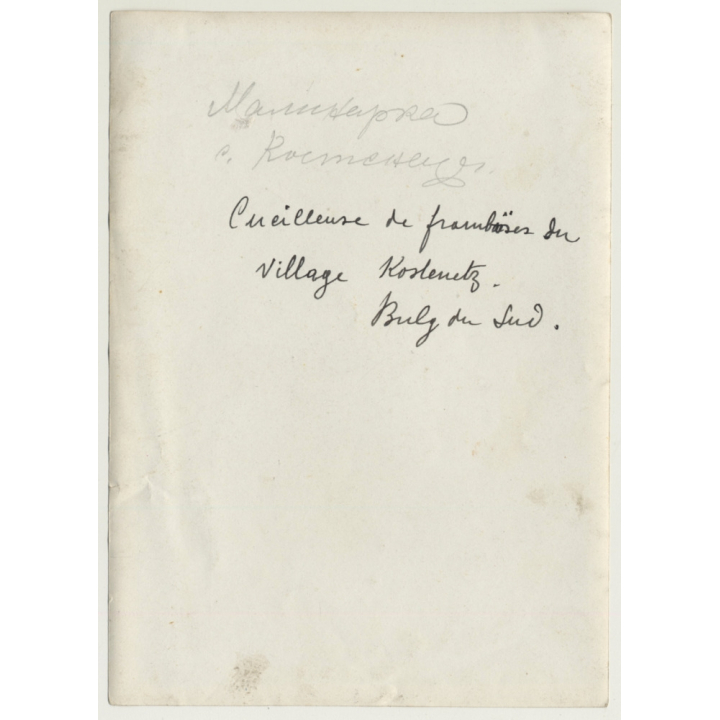 Малинарка
с. Костенецъ.
Cueilleuse de framboises du
village Kostenetz.
Bulg du Sud.